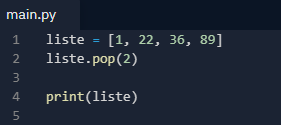 main.py
1 liste = [1, 22, 36, 89]
2 liste.pop(2)
3
4 print(liste)
5